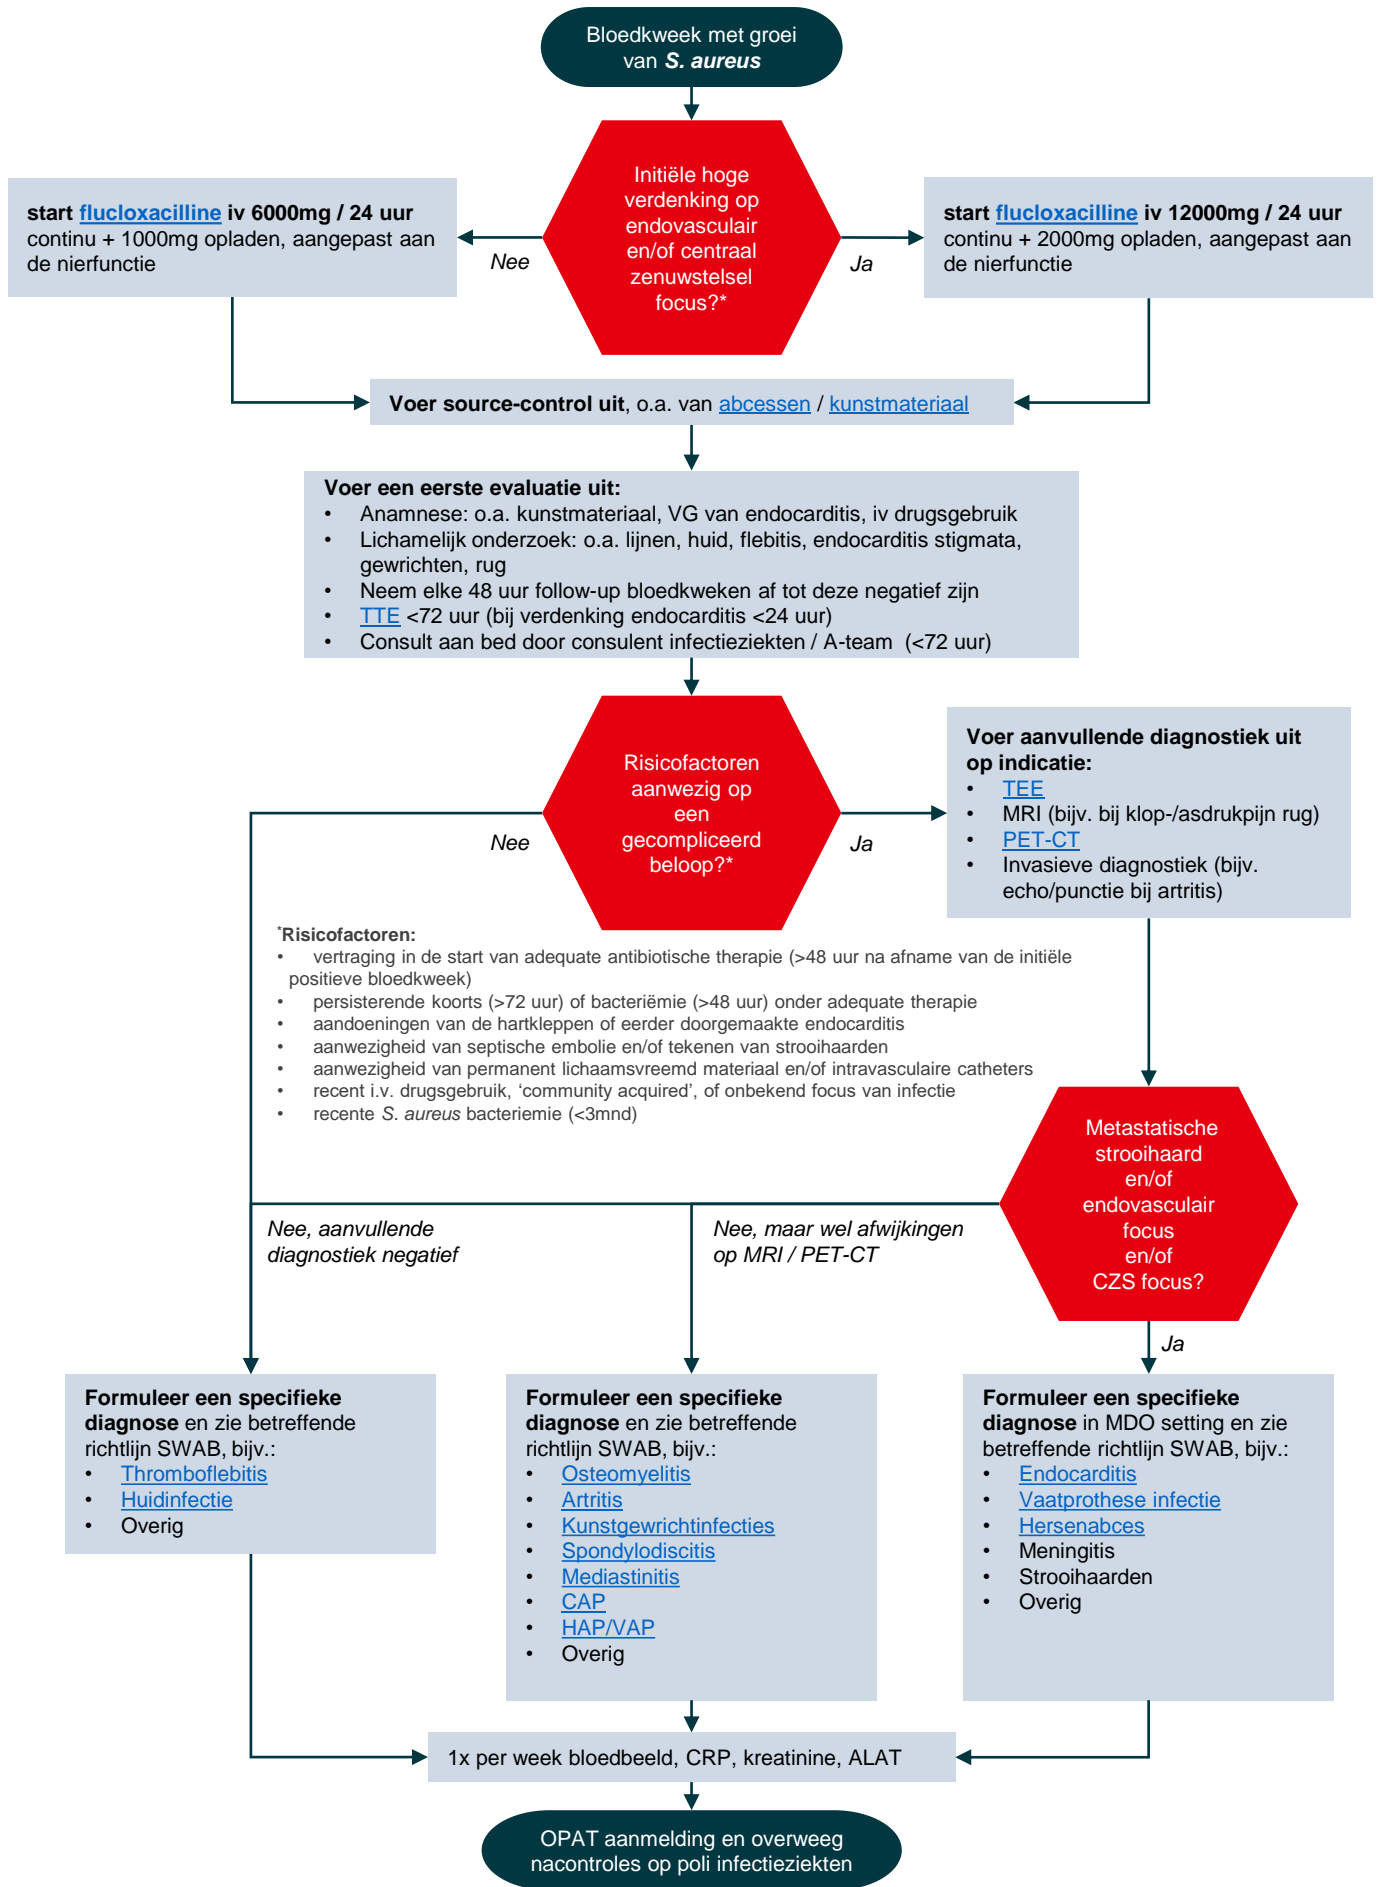 Bloedkweek met groei
van S. aureus
Initiële hoge
verdenking op
endovasculair
en/of centraal
zenuwstelsel
focus?*
start flucloxacilline iv 6000mg / 24 uur
continu + 1000mg opladen, aangepast aan
de nierfunctie
Nee
Ja
start flucloxacilline iv 12000mg / 24 uur
continu + 2000mg opladen, aangepast aan
de nierfunctie
Voer source-control uit, o.a. van abcessen / kunstmateriaal
Voer een eerste evaluatie uit:
• Anamnese: o.a. kunstmateriaal, VG van endocarditis, iv drugsgebruik
• Lichamelijk onderzoek: o.a. lijnen, huid, flebitis, endocarditis stigmata,
gewrichten, rug
• Neem elke 48 uur follow-up bloedkweken af tot deze negatief zijn
• TTE <72 uur (bij verdenking endocarditis <24 uur)
• Consult aan bed door consulent infectieziekten / A-team (<72 uur)
Risicofactoren
aanwezig op
een
gecompliceerd
beloop?*
Nee
Ja
Voer aanvullende diagnostiek uit
op indicatie:
• TEE
• MRI (bijv. bij klop-/asdrukpijn rug)
• PET-CT
• Invasieve diagnostiek (bijv.
echo/punctie bij artritis)
*Risicofactoren:
• vertraging in de start van adequate antibiotische therapie (>48 uur na afname van de initiële
positieve bloedkweek)
• persisterende koorts (>72 uur) of bacteriëmie (>48 uur) onder adequate therapie
• aandoeningen van de hartkleppen of eerder doorgemaakte endocarditis
• aanwezigheid van septische embolie en/of tekenen van strooihaarden
• aanwezigheid van permanent lichaamsvreemd materiaal en/of intravasculaire catheters
• recent i.v. drugsgebruik, ‘community acquired’, of onbekend focus van infectie
• recente S. aureus bacteriemie (<3mnd)
Metastatische
strooihaard
en/of
endovasculair
focus
en/of
CZS focus?
Nee, aanvullende
diagnostiek negatief
Nee, maar wel afwijkingen
op MRI / PET-CT
Ja
Formuleer een specifieke
diagnose en zie betreffende
richtlijn SWAB, bijv.:
• Thromboflebitis
• Huidinfectie
• Overig
Formuleer een specifieke
diagnose en zie betreffende
richtlijn SWAB, bijv.:
• Osteomyelitis
• Artritis
• Kunstgewrichtinfecties
• Spondylodiscitis
• Mediastinitis
• CAP
• HAP/VAP
• Overig
Formuleer een specifieke
diagnose in MDO setting en zie
betreffende richtlijn SWAB, bijv.:
• Endocarditis
• Vaatprothese infectie
• Hersenabces
• Meningitis
• Strooihaarden
• Overig
1x per week bloedbeeld, CRP, kreatinine, ALAT
OPAT aanmelding en overweeg
nacontroles op poli infectieziekten